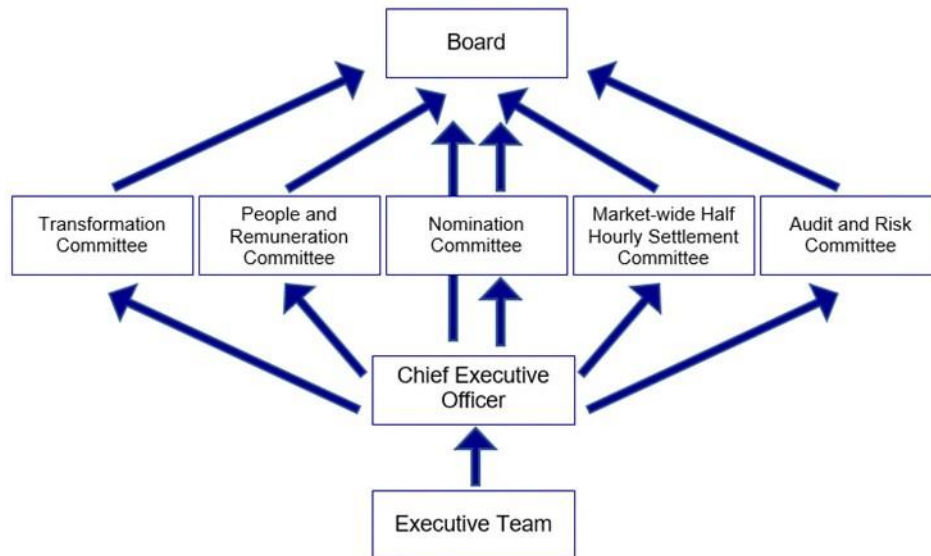 Board
Transformation
Committee
People and
Remuneration
Committee
Nomination
Committee
Market-wide Half
Hourly Settlement
Committee
Audit and Risk
Committee
Chief Executive
Officer
Executive Team